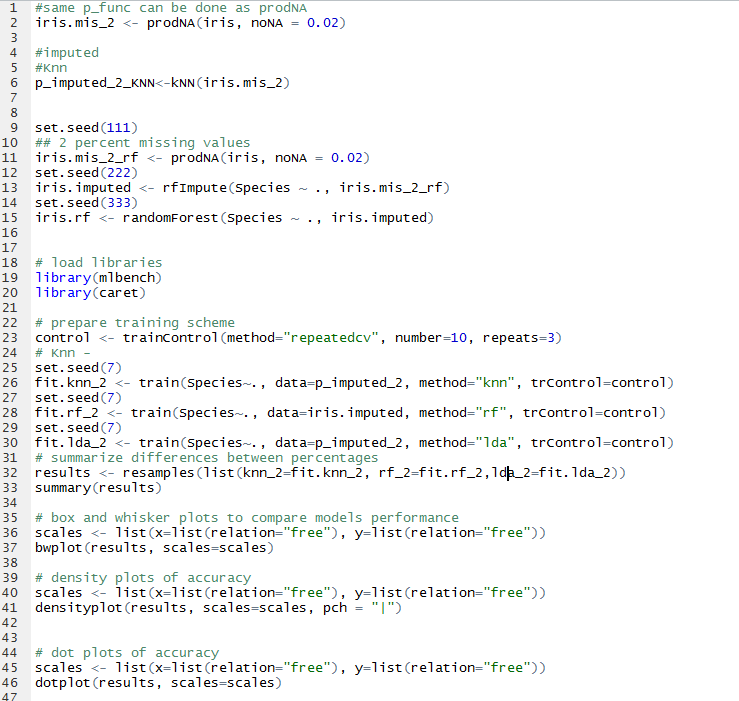 1 #same p_func can be done as prodNA
2 iris.mis_2 <- prodNA(iris, noNA = 0.02)
3
4 #imputed
5 #Knn
6 p_imputed_2_KNN<-kNN(iris.mis_2)
7
8
9 set.seed(111)
10 ## 2 percent missing values
11 iris.mis_2_rf <- prodNA(iris, noNA = 0.02)
12 set.seed(222)
13 iris.imputed <- rfImpute(Species ~ ., iris.mis_2_rf)
14 set.seed(333)
15 iris.rf <- randomForest(Species ~ ., iris.imputed)
16
17
18 # load libraries
19 library(mlbench)
20 library(caret)
21
22 # prepare training scheme
23 control <- trainControl(method="repeatedcv", number=10, repeats=3)
24 # Knn -
25 set.seed(7)
26 fit.knn_2 <- train(Species~., data=p_imputed_2, method="knn", trControl=control)
27 set.seed(7)
28 fit.rf_2 <- train(Species~., data=iris.imputed, method="rf", trControl=control)
29 set.seed(7)
30 fit.lda_2 <- train(Species~., data=p_imputed_2, method="lda", trControl=control)
31 # summarize differences between percentages
32 results <- resamples(list(knn_2=fit.knn_2, rf_2=fit.rf_2,lda_2=fit.lda_2))
33 summary(results)
34
35 # box and whisker plots to compare models performance
36 scales <- list(x=list(relation="free"), y=list(relation="free"))
37 bwplot(results, scales=scales)
38
39 # density plots of accuracy
40 scales <- list(x=list(relation="free"), y=list(relation="free"))
41 densityplot(results, scales=scales, pch = "|")
42
43
44 # dot plots of accuracy
45 scales <- list(x=list(relation="free"), y=list(relation="free"))
46 dotplot(results, scales=scales)
47